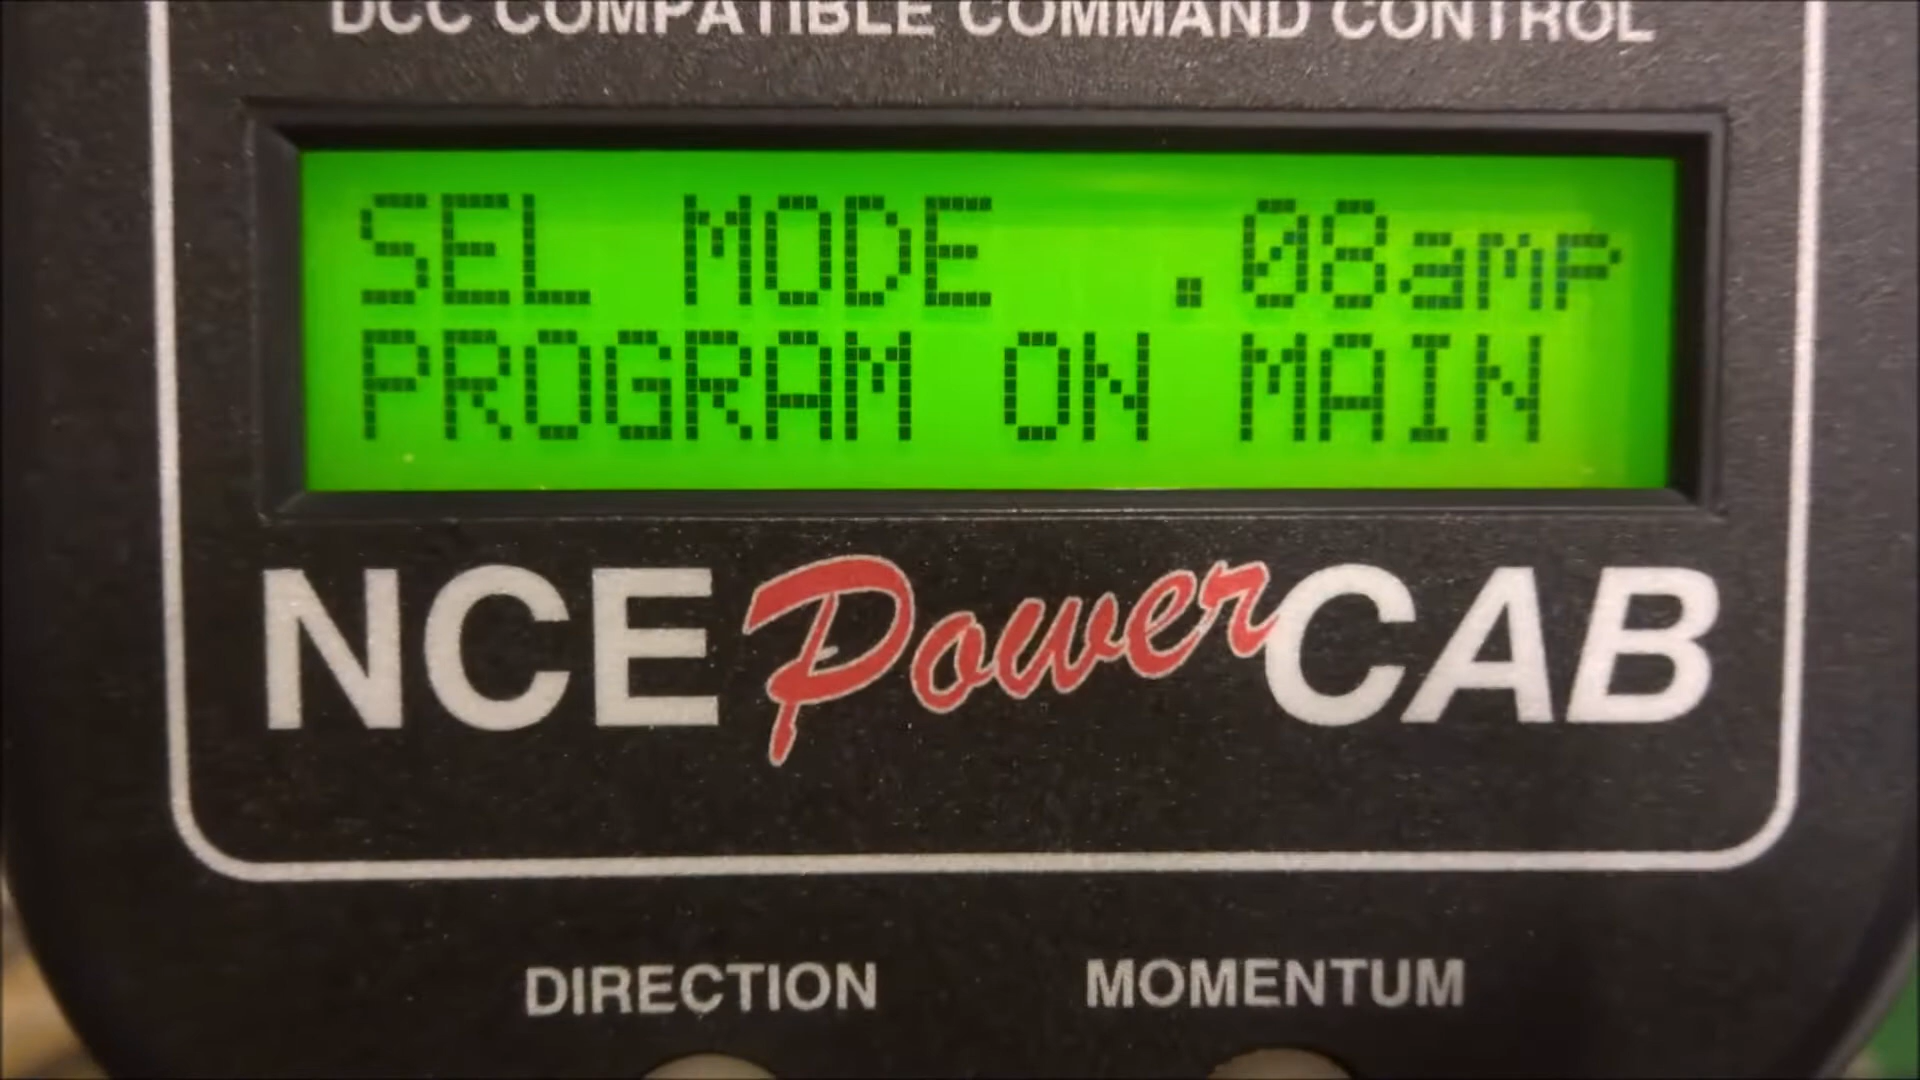 DCC COMPATIBLE COMMAND CONTROL
SEL MODE .08amp
PROGRAM ON MAIN
NCE Power CAB
DIRECTION MOMENTUM